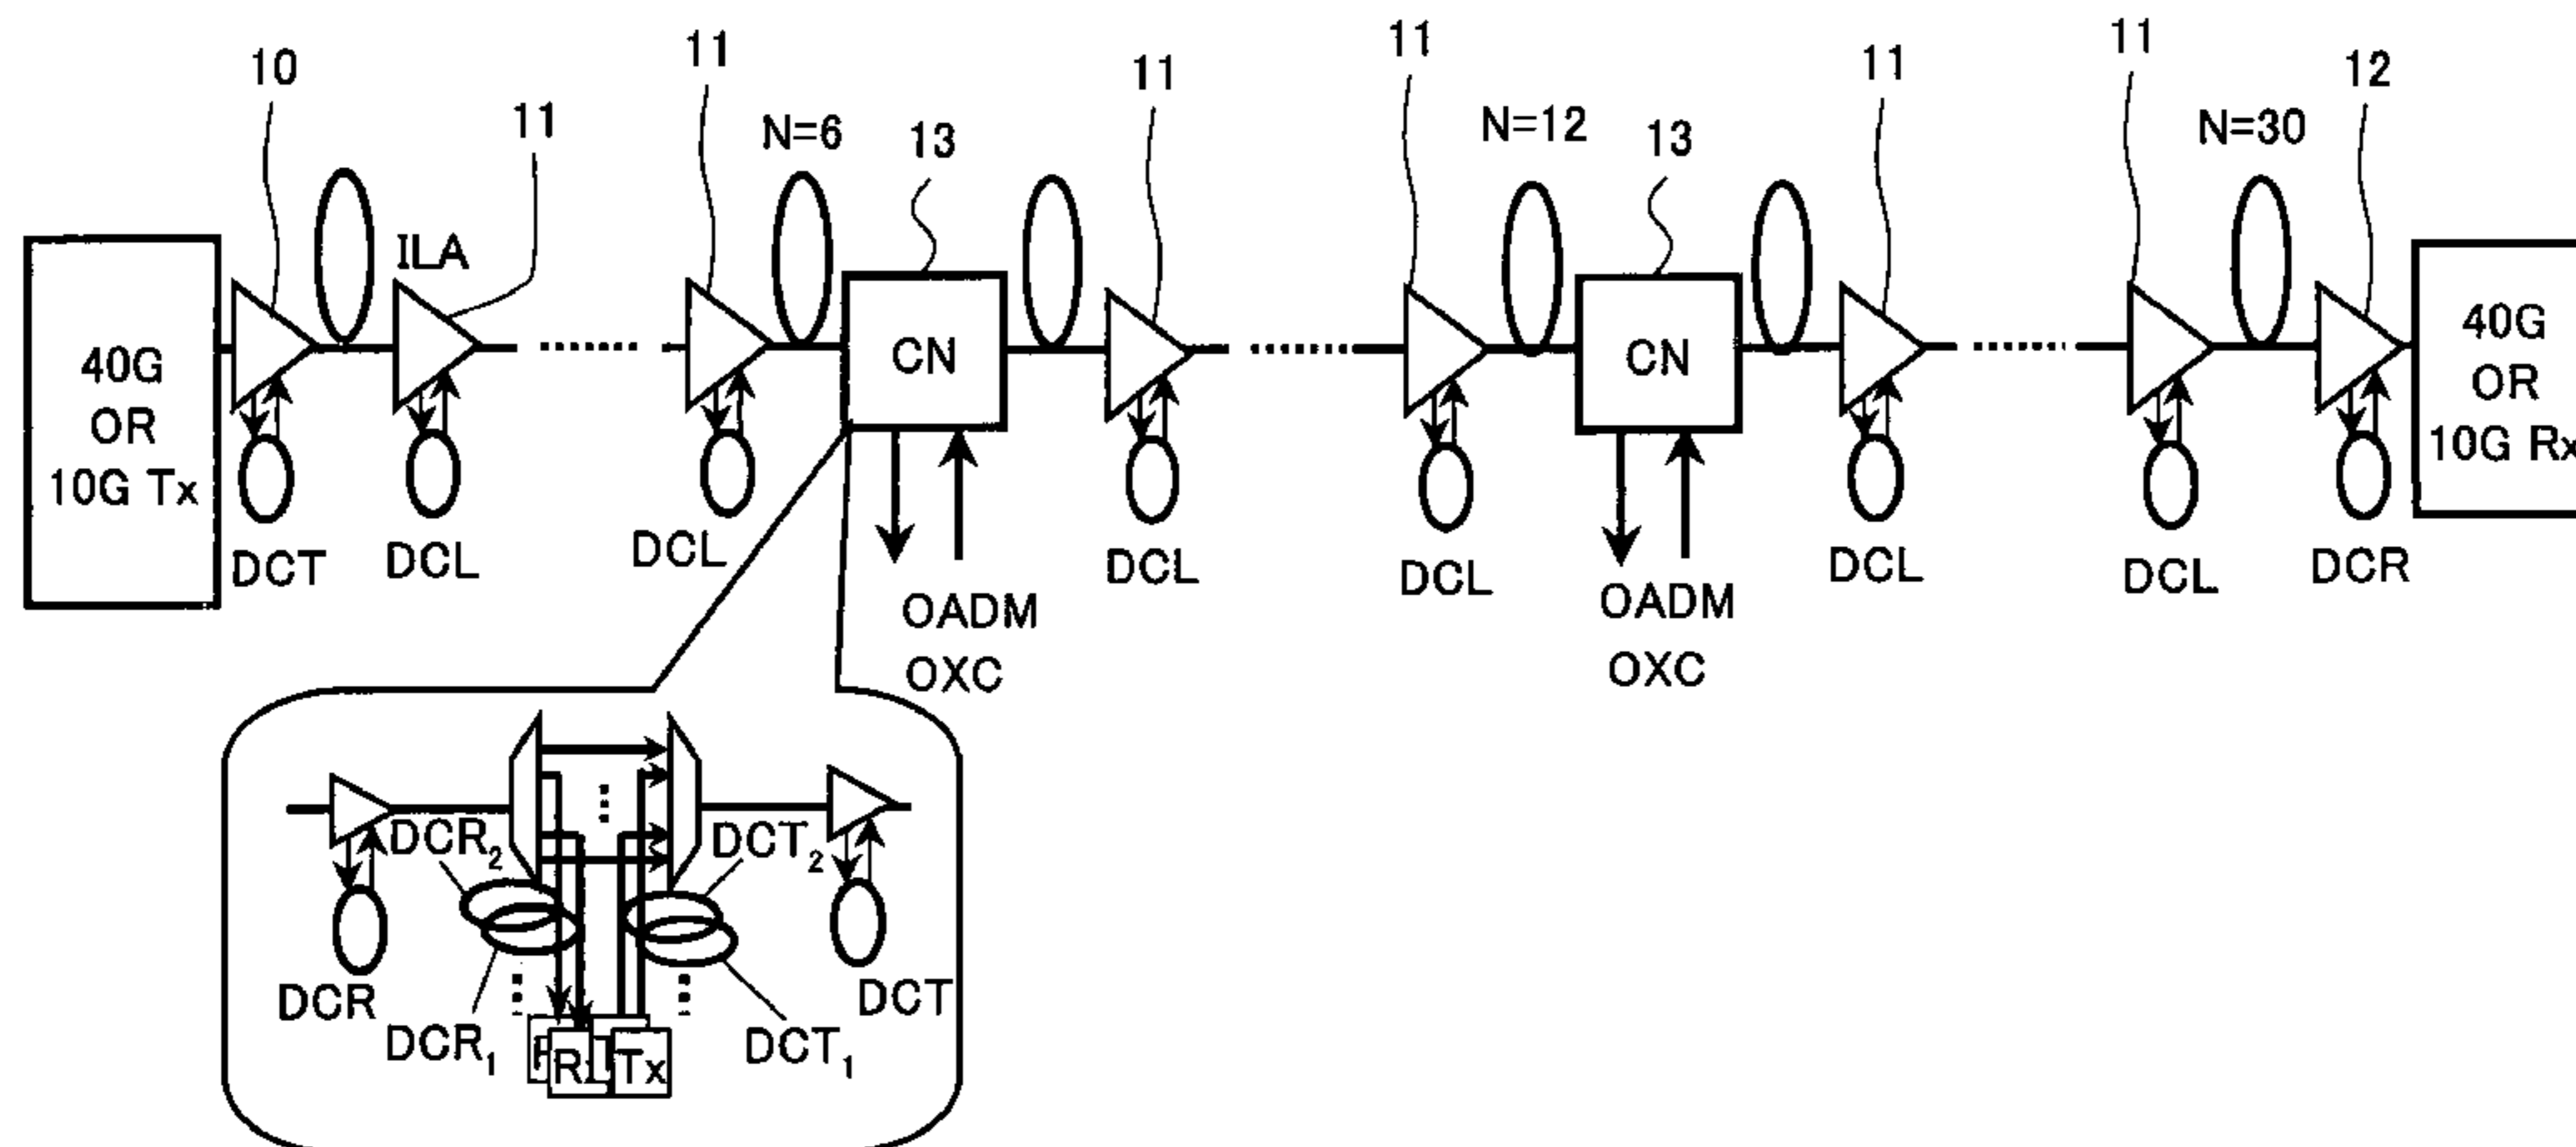 10
11
11
N=6
13
11
11
N=12
13
11
11
N=30
12
ILA
40G
OR
10G Tx
CN
CN
40G
OR
10G Rx
DCT
DCL
DCL
DCL
DCL
DCL
DCL
DCR
OADM
OXC
OADM
OXC
DCR2
DCT2
DCR
DCT
DCR1
DCT1
Tx